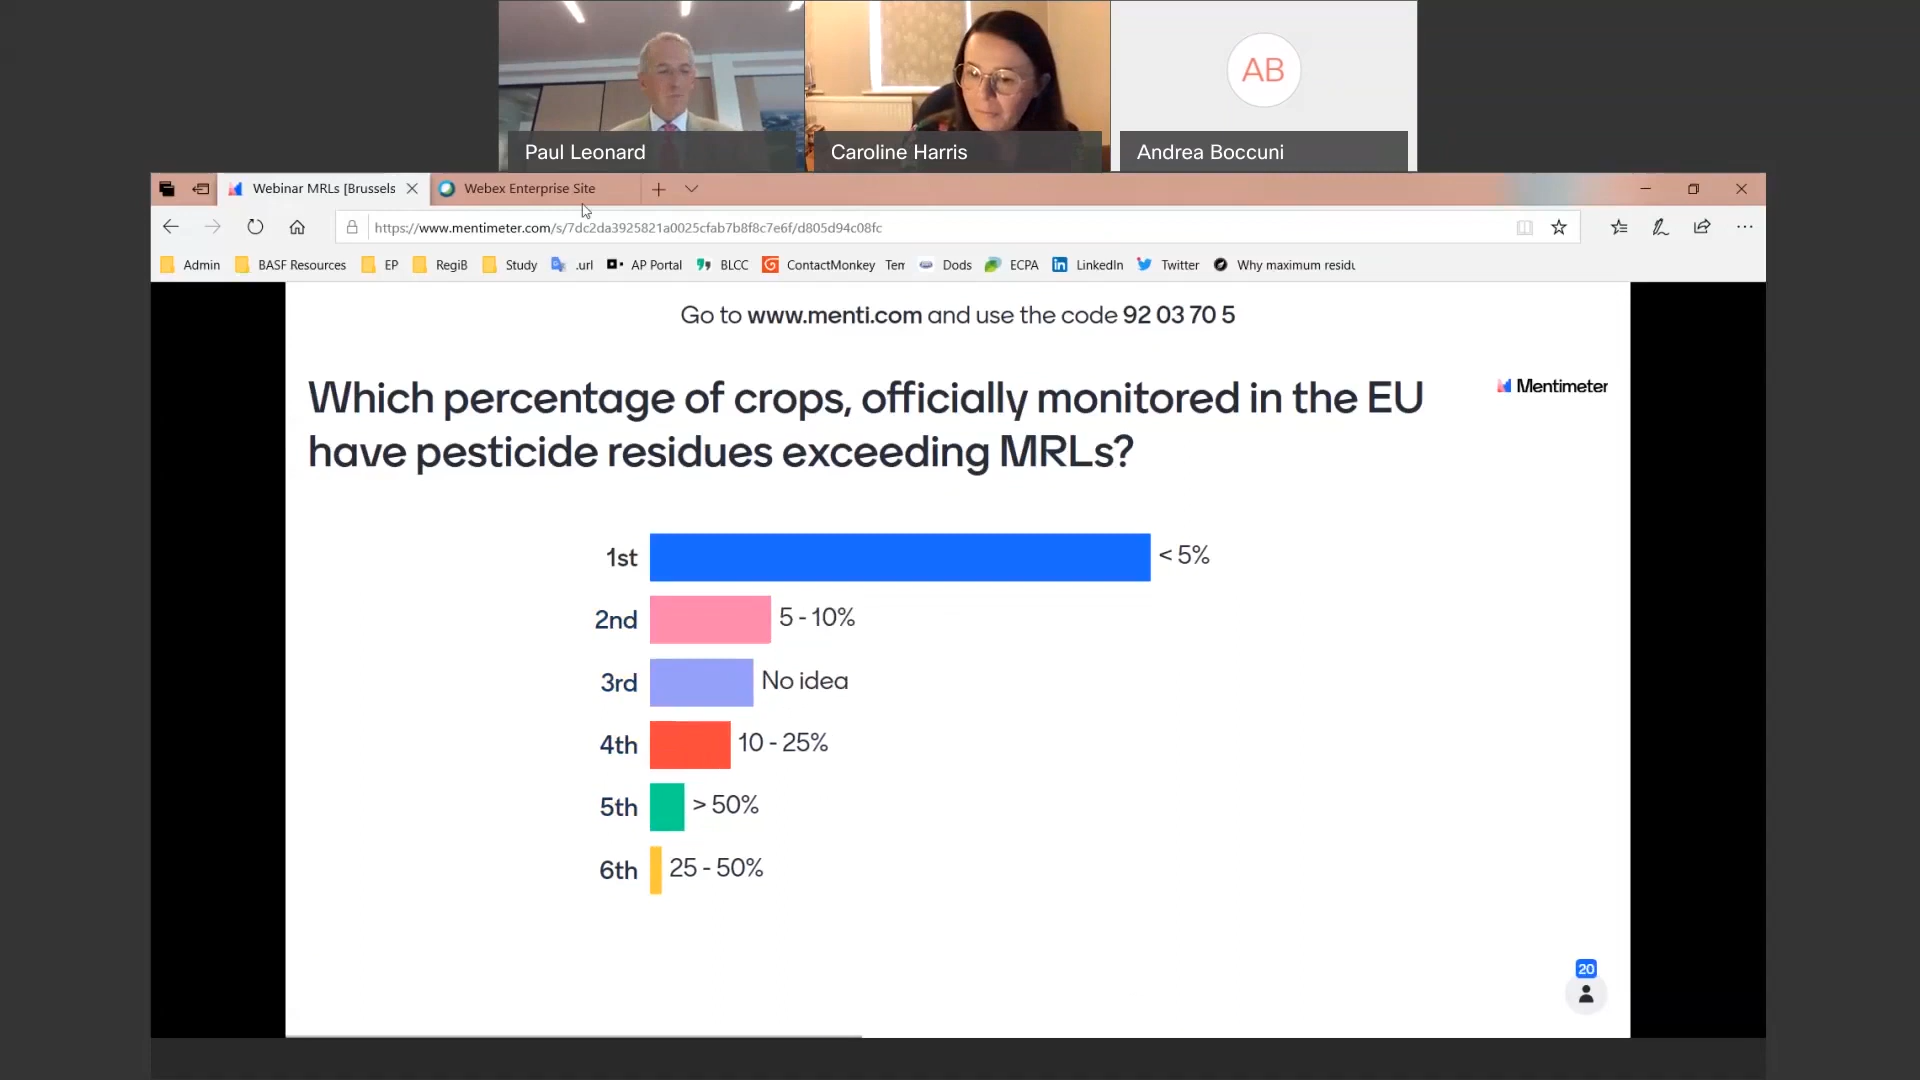 AB
Paul Leonard
Caroline Harris
Andrea Boccuni
Webinar MRLs [Brussels
Webex Enterprise Site
https://www.mentimeter.com/s/7dc2da3925821a0025cfab7b8f8c7e6f/d805d94c08fc
Admin BASF Resources EP RegiB Study .url AP Portal BLCC ContactMonkey Tem Dods ECPA LinkedIn Twitter Why maximum residu
Go to www.menti.com and use the code 92 03 70 5
Which percentage of crops, officially monitored in the EU
have pesticide residues exceeding MRLs?
Mentimeter
1st < 5%
2nd 5 - 10%
3rd No idea
4th 10 - 25%
5th > 50%
6th 25 - 50%
20